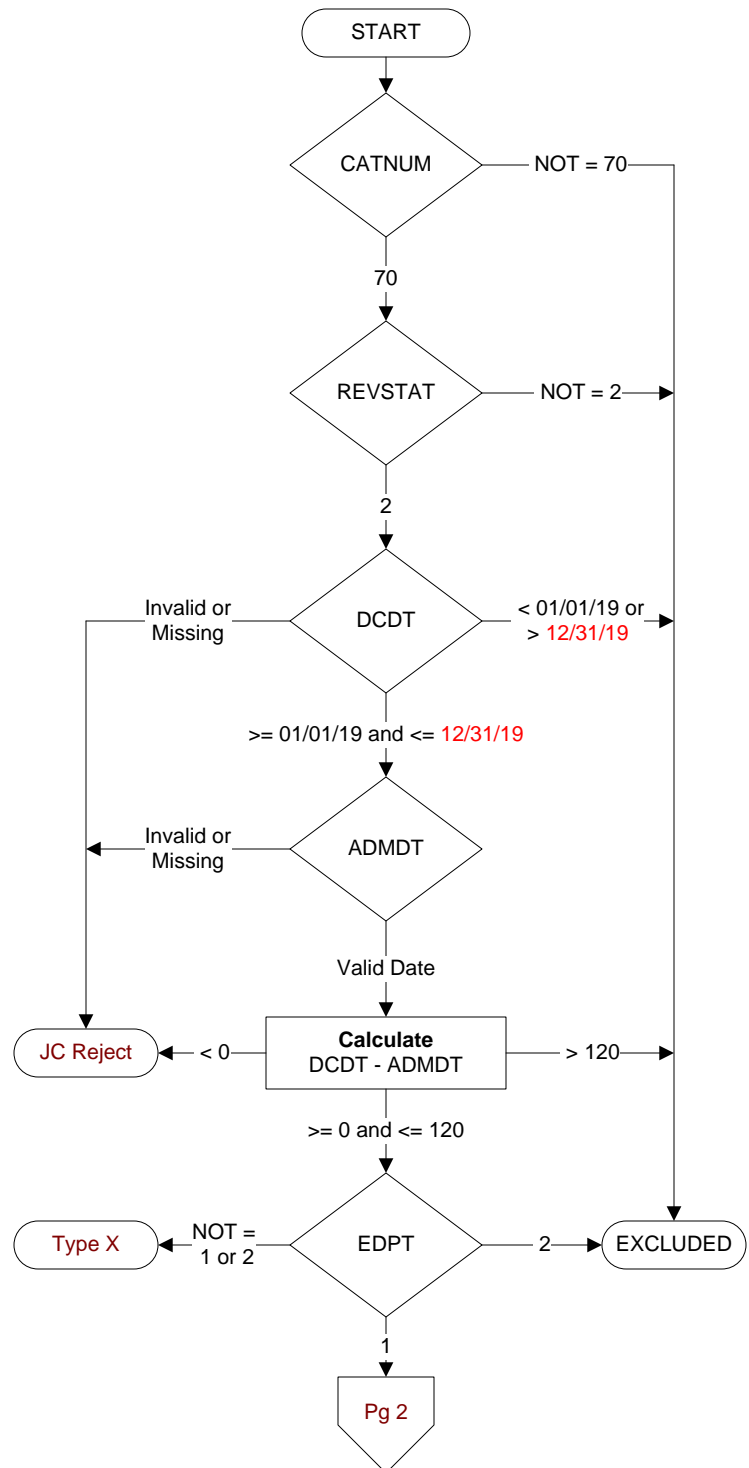 START
CATNUM
NOT = 70
70
REVSTAT
NOT = 2
2
Invalid or
Missing
DCDT
< 01/01/19 or
> 12/31/19
>= 01/01/19 and <= 12/31/19
Invalid or
Missing
ADMDT
Valid Date
JC Reject
< 0
Calculate
DCDT - ADMDT
> 120
>= 0 and <= 120
Type X
NOT =
1 or 2
EDPT
2
EXCLUDED
1
Pg 2